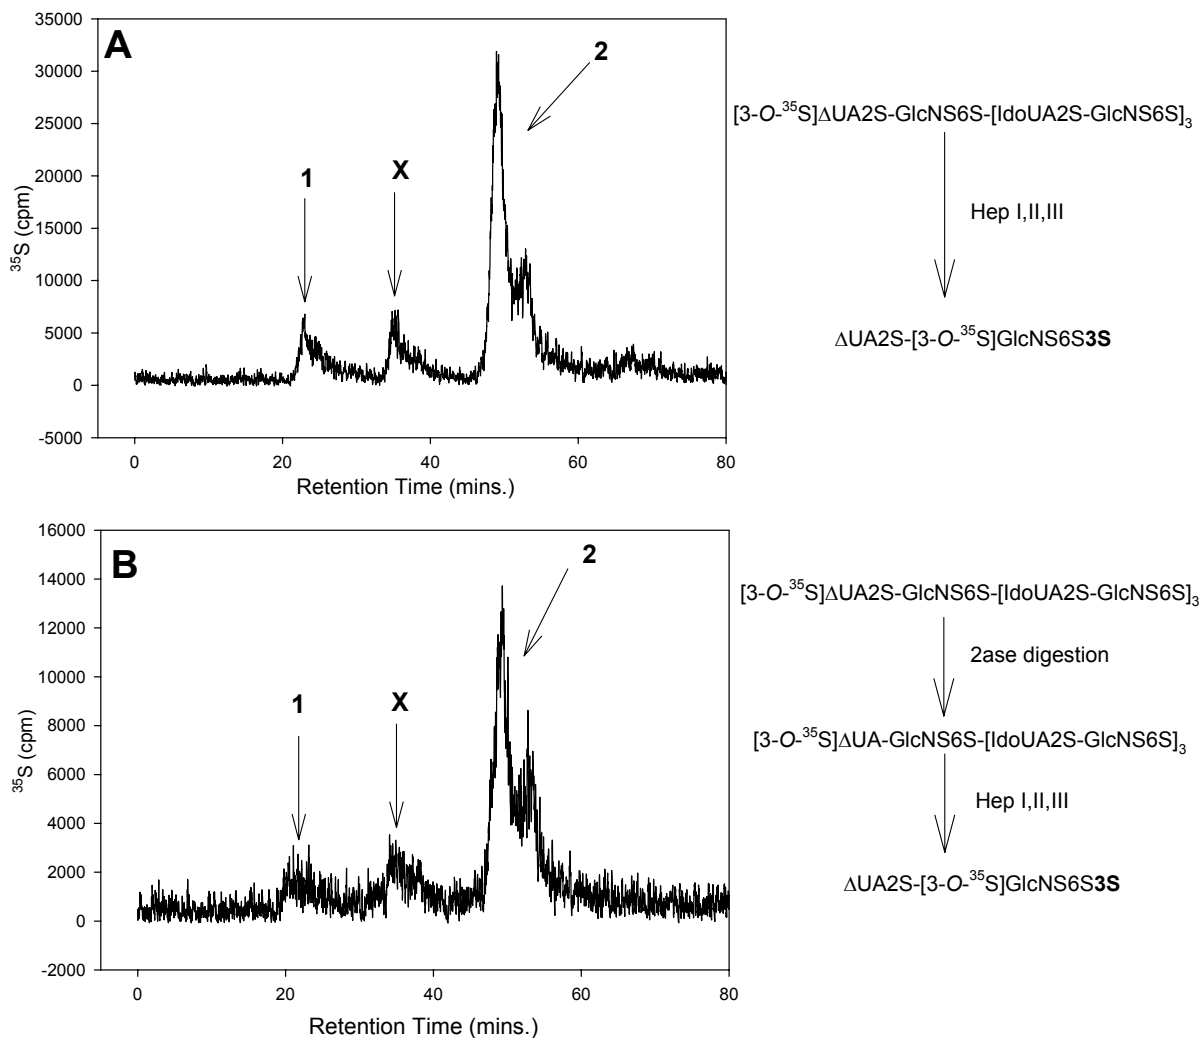 A
35000
30000
25000
20000
15000
10000
5000
0
-5000
³⁵S (cpm)
1
X
2
0 20 40 60 80
Retention Time (mins.)
[3-O-³⁵S]ΔUA2S-GlcNS6S-[IdoUA2S-GlcNS6S]₃
Hep I,II,III
ΔUA2S-[3-O-³⁵S]GlcNS6S3S
B
16000
14000
12000
10000
8000
6000
4000
2000
0
-2000
³⁵S (cpm)
1
X
2
0 20 40 60 80
Retention Time (mins.)
[3-O-³⁵S]ΔUA2S-GlcNS6S-[IdoUA2S-GlcNS6S]₃
2ase digestion
[3-O-³⁵S]ΔUA-GlcNS6S-[IdoUA2S-GlcNS6S]₃
Hep I,II,III
ΔUA2S-[3-O-³⁵S]GlcNS6S3S